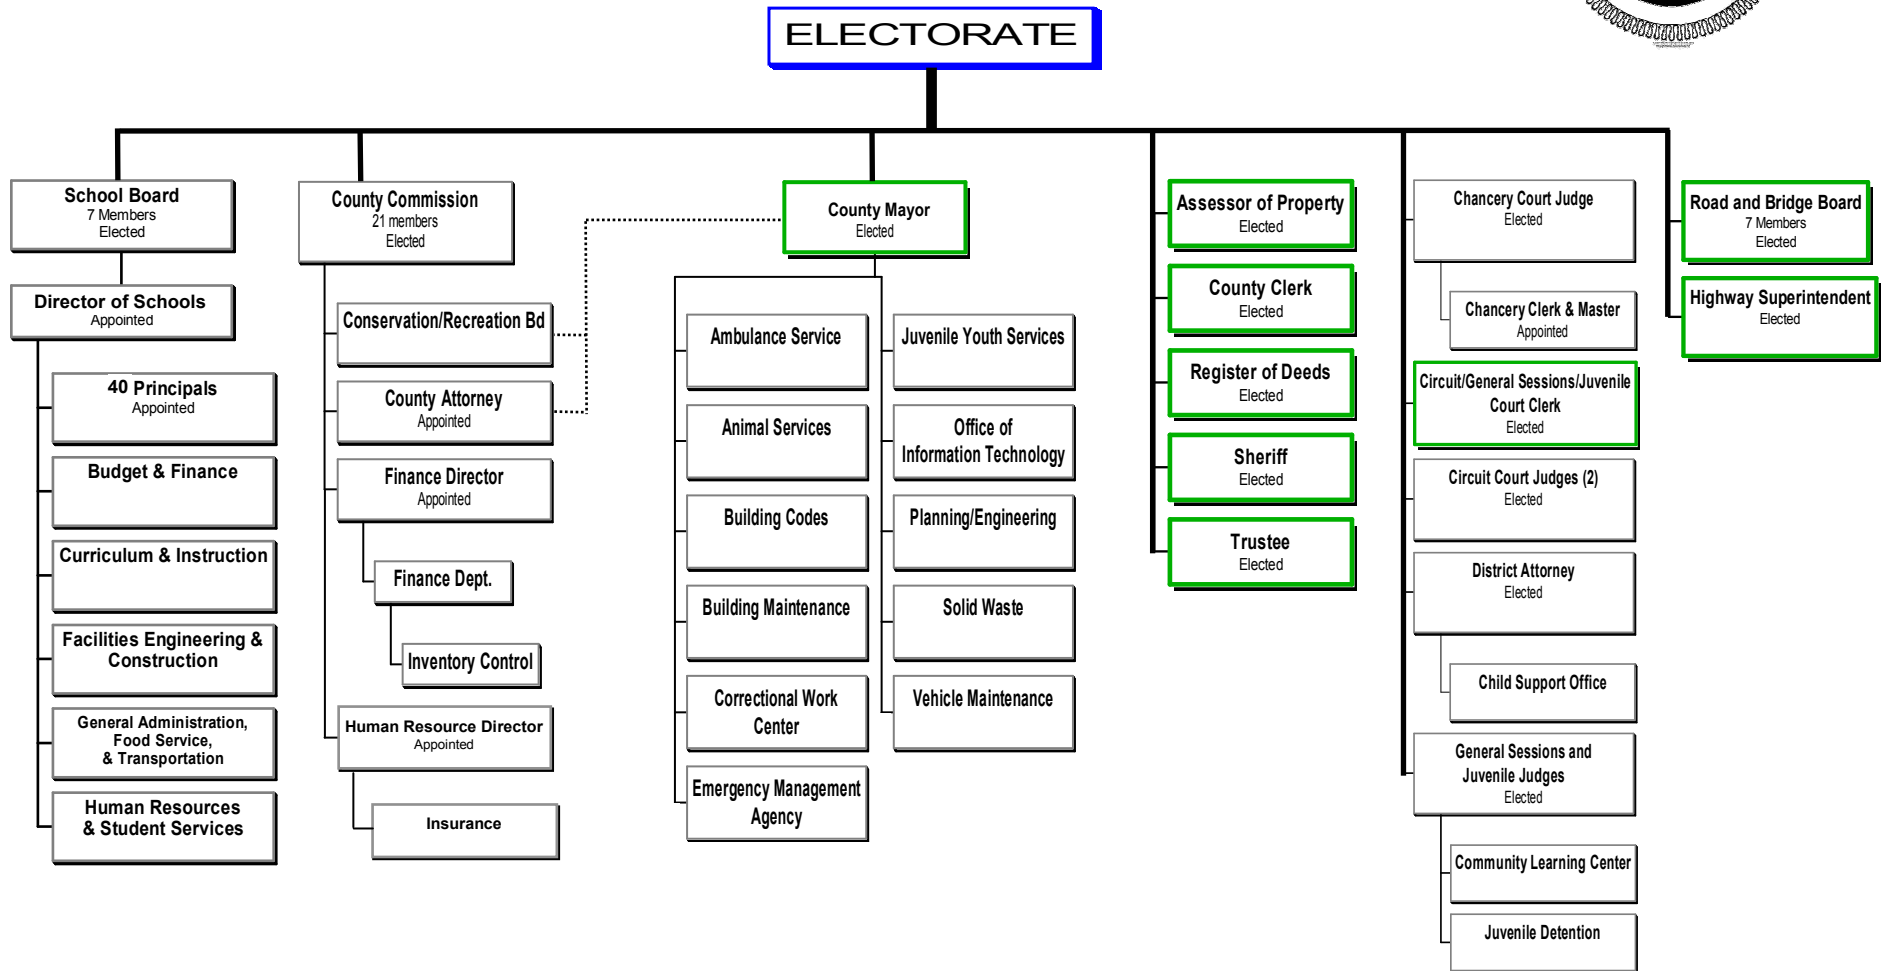 ELECTORATE
School Board
7 Members
Elected
Director of Schools
Appointed
40 Principals
Appointed
Budget & Finance
Curriculum & Instruction
Facilities Engineering &
Construction
General Administration,
Food Service,
& Transportation
Human Resources
& Student Services
County Commission
21 members
Elected
Conservation/Recreation Bd
County Attorney
Appointed
Finance Director
Appointed
Finance Dept.
Inventory Control
Human Resource Director
Appointed
Insurance
County Mayor
Elected
Ambulance Service
Animal Services
Building Codes
Building Maintenance
Correctional Work
Center
Emergency Management
Agency
Juvenile Youth Services
Office of
Information Technology
Planning/Engineering
Solid Waste
Vehicle Maintenance
Assessor of Property
Elected
County Clerk
Elected
Register of Deeds
Elected
Sheriff
Elected
Trustee
Elected
Chancery Court Judge
Elected
Chancery Clerk & Master
Appointed
Circuit/General Sessions/Juvenile
Court Clerk
Elected
Circuit Court Judges (2)
Elected
District Attorney
Elected
Child Support Office
General Sessions and
Juvenile Judges
Elected
Community Learning Center
Juvenile Detention
Road and Bridge Board
7 Members
Elected
Highway Superintendent
Elected